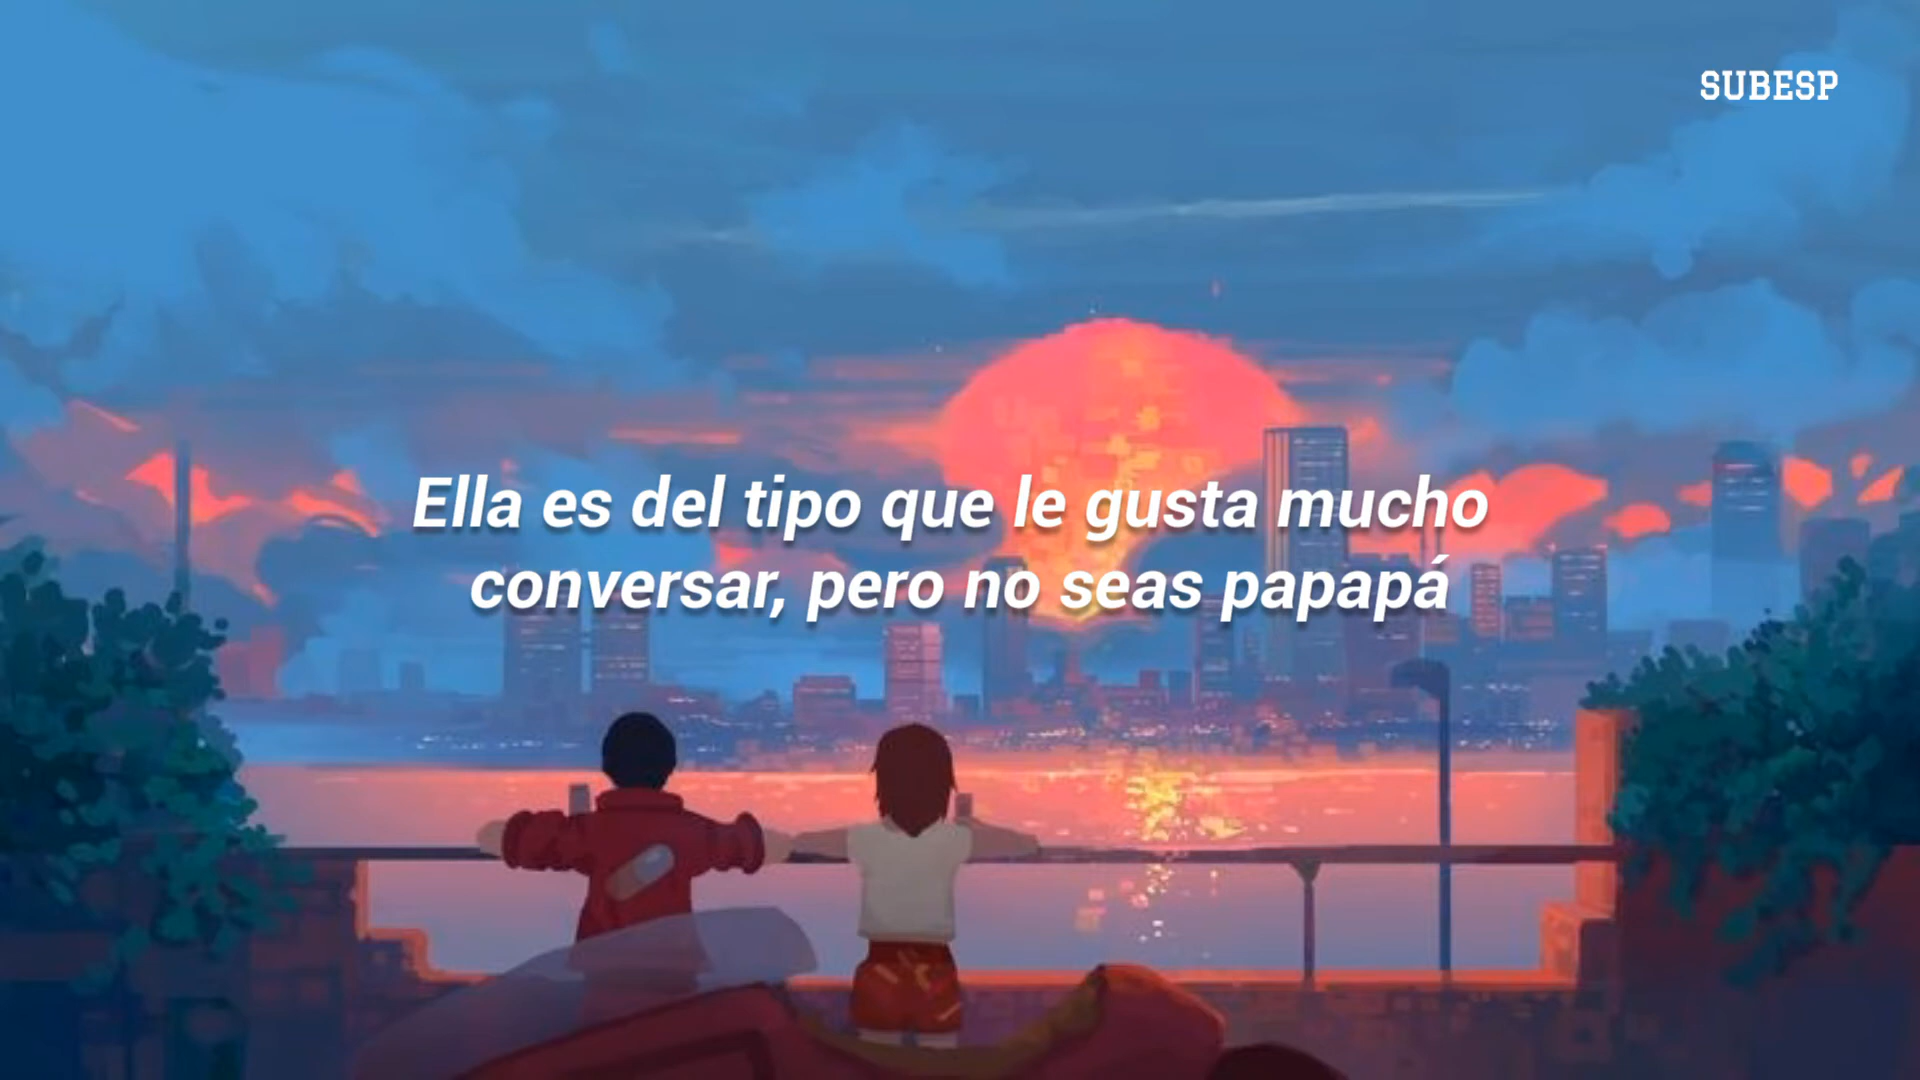 SUBESP
Ella es del tipo que le gusta mucho
conversar, pero no seas papapá